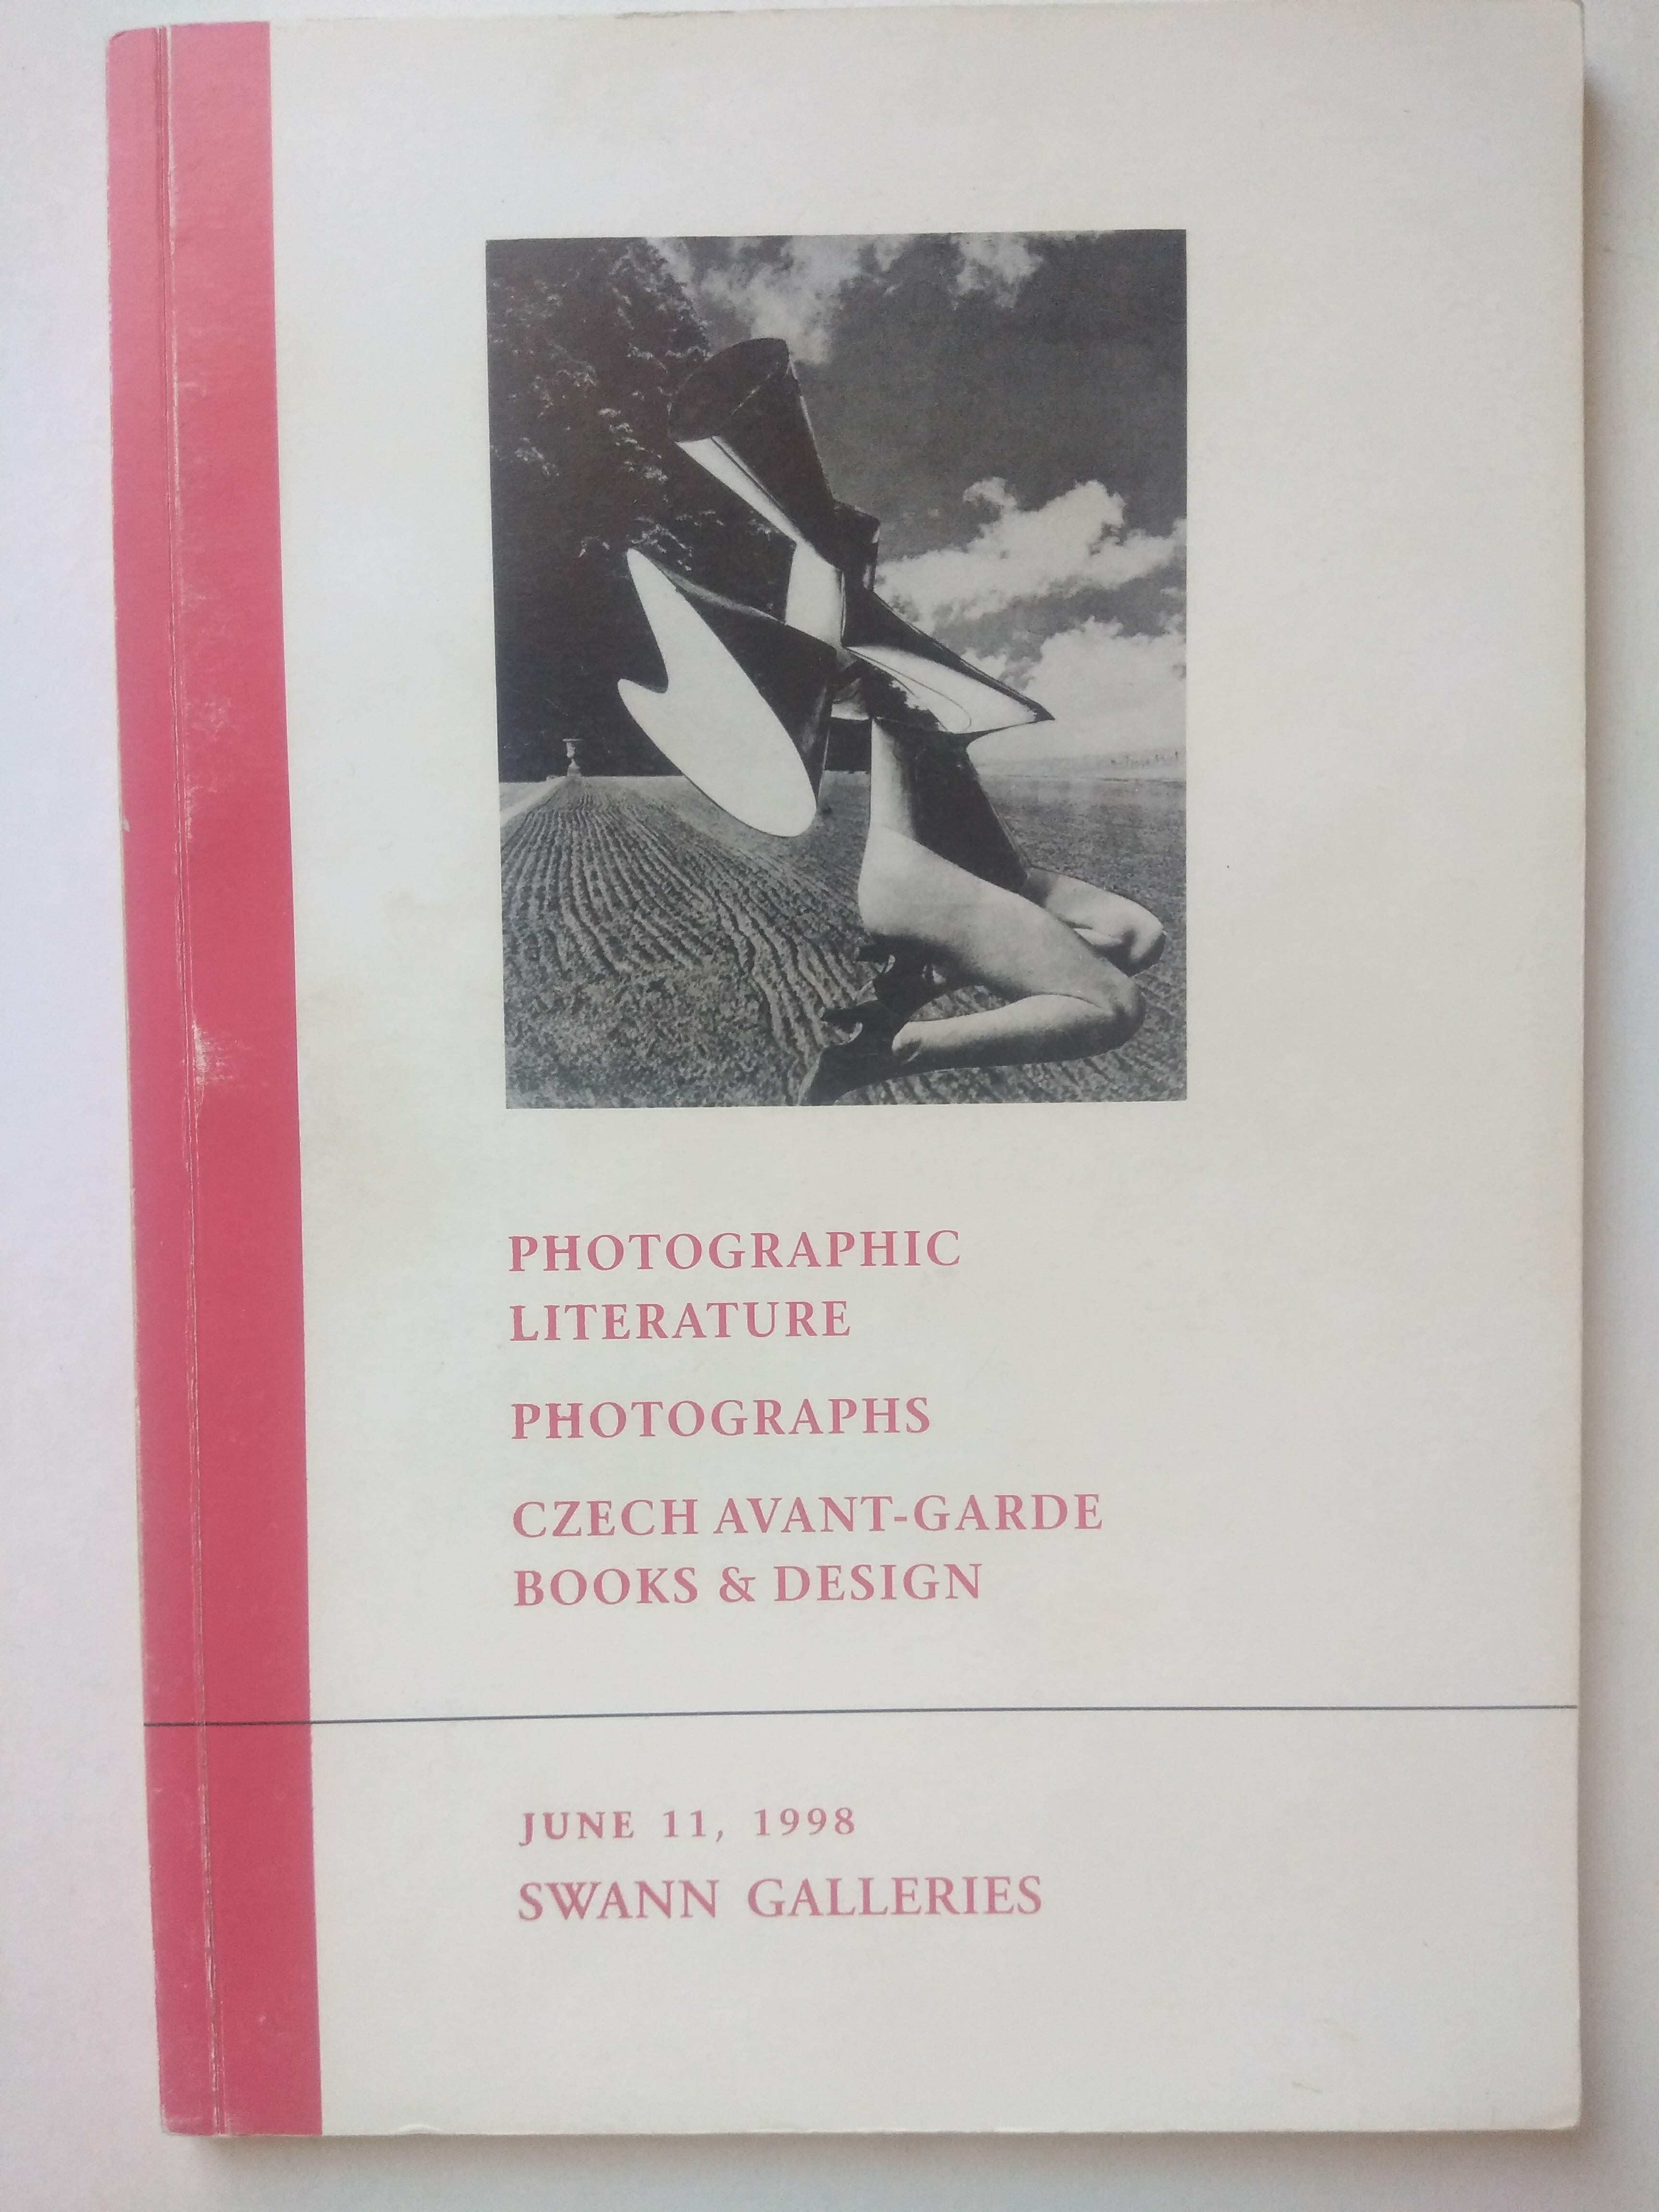 PHOTOGRAPHIC
LITERATURE
PHOTOGRAPHS
CZECH AVANT-GARDE
BOOKS & DESIGN
JUNE 11, 1998
SWANN GALLERIES